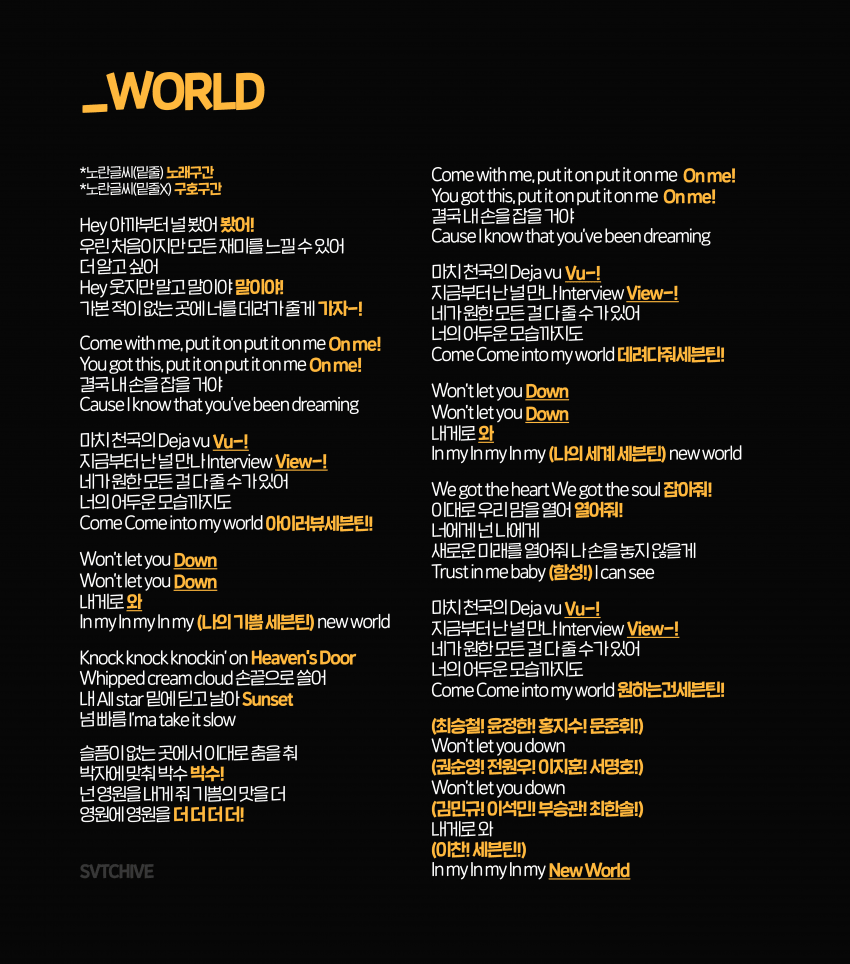 _WORLD
*노란글씨(밑줄) 노래구간
*노란글씨(밑줄X) 구호구간
Hey 아까부터 널 봤어 봤어!
우린 처음이지만 모든 재미를 느낄 수 있어
더 알고 싶어
Hey 웃지만 말고 말이야 말이야!
가본 적이 없는 곳에 너를 데려가 줄게 가자-!
Come with me, put it on put it on me On me!
You got this, put it on put it on me On me!
결국 내 손을 잡을 거야
Cause I know that you've been dreaming
마치 천국의 Deja vu Vu-!
지금부터 난 널 만나 Interview View-!
네가 원한 모든 걸 다 줄 수가 있어
너의 어두운 모습까지도
Come Come into my world 아이러뷰세븐틴!
Won't let you Down
Won't let you Down
내게로 와
In my In my In my (나의 기쁨 세븐틴) new world
Knock knock knockin' on Heaven's Door
Whipped cream cloud 손끝으로 쓸어
내 All star 밑에 딛고 날아 Sunset
넘 빠름 I'ma take it slow
슬픔이 없는 곳에서 이대로 춤을 춰
박자에 맞춰 박수 박수!
넌 영원을 내게 줘 기쁨의 맛을 더
영원에 영원을 더 더 더 더!
SVTCHIVE
Come with me, put it on put it on me On me!
You got this, put it on put it on me On me!
결국 내 손을 잡을 거야
Cause I know that you've been dreaming
마치 천국의 Deja vu Vu-!
지금부터 난 널 만나 Interview View-!
네가 원한 모든 걸 다 줄 수가 있어
너의 어두운 모습까지도
Come Come into my world 데려다줘세븐틴!
Won't let you Down
Won't let you Down
내게로 와
In my In my In my (나의 세계 세븐틴) new world
We got the heart We got the soul 잡아줘!
이대로 우리 맘을 열어 열어줘!
너에게 넌 나에게
새로운 미래를 열어줘 나 손을 놓지 않을게
Trust in me baby (함성!) I can see
마치 천국의 Deja vu Vu-!
지금부터 난 널 만나 Interview View-!
네가 원한 모든 걸 다 줄 수가 있어
너의 어두운 모습까지도
Come Come into my world 원하는건세븐틴!
(최승철! 윤정한! 홍지수! 문준휘!)
Won't let you down
(권순영! 전원우! 이지훈! 서명호!)
Won't let you down
(김민규! 이석민! 부승관! 최한솔!)
내게로 와
(이찬! 세븐틴!)
In my In my In my New World